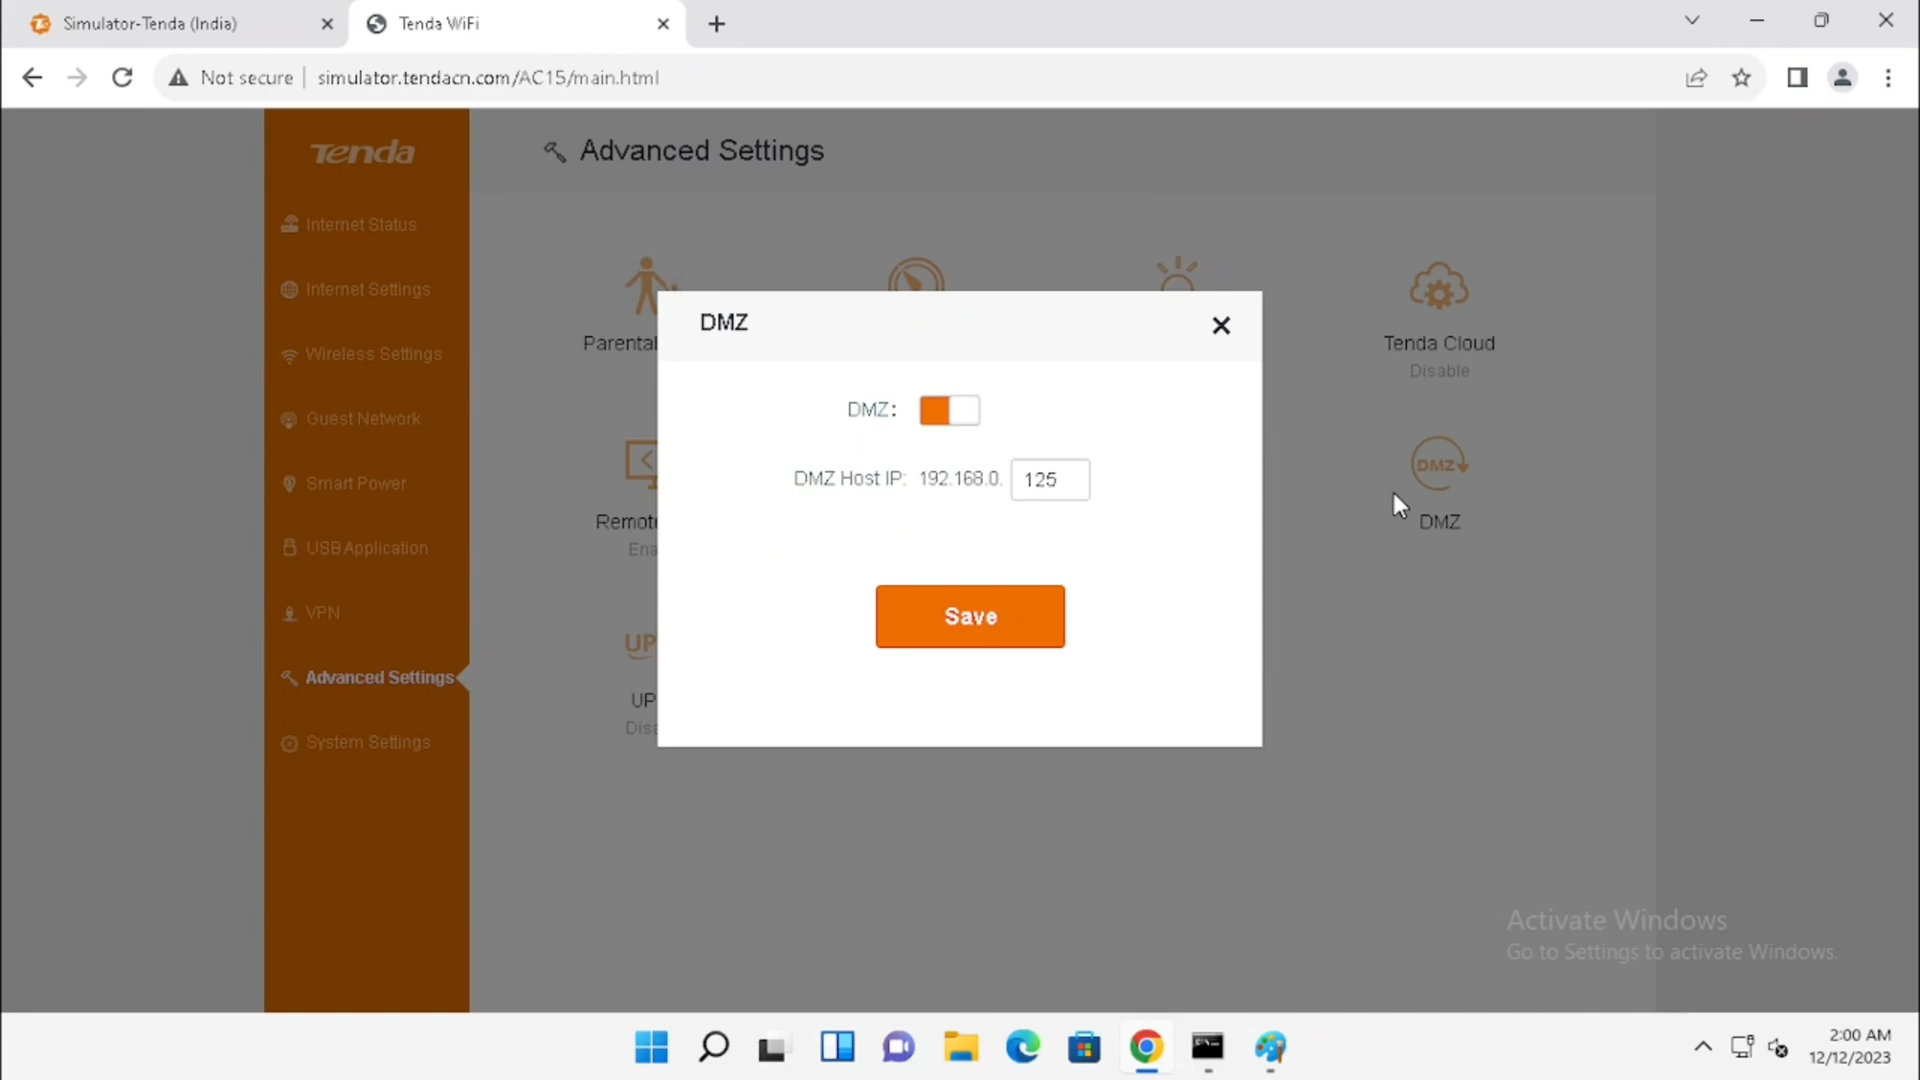 Simulator-Tenda (India)
Tenda WiFi
Not secure
simulator.tendacn.com/AC15/main.html
Tenda
Advanced Settings
Internet Status
Internet Settings
Wireless Settings
Guest Network
Smart Power
USB Application
VPN
Advanced Settings
System Settings
Parental
Tenda Cloud
Disable
DMZ
DMZ:
DMZ Host IP: 192.168.0. 125
Save
Remote
Ena
DMZ
DMZ
UP
UP
Disa
Activate Windows
Go to Settings to activate Windows.
2:00 AM
12/12/2023